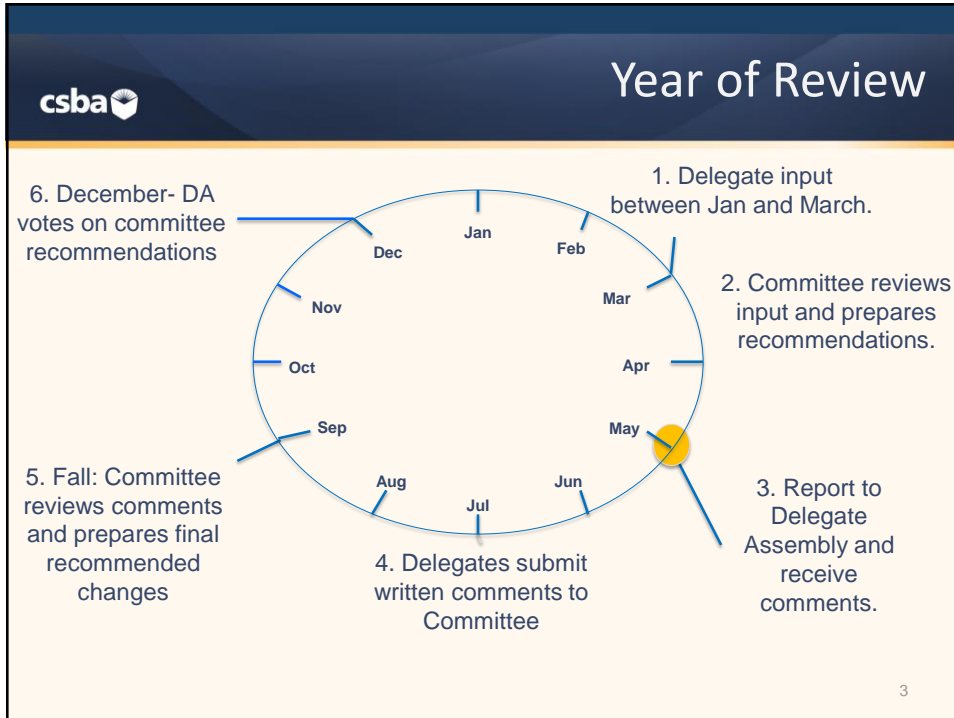 Year of Review
csba
1. Delegate input
between Jan and March.
2. Committee reviews
input and prepares
recommendations.
3. Report to
Delegate
Assembly and
receive
comments.
4. Delegates submit
written comments to
Committee
5. Fall: Committee
reviews comments
and prepares final
recommended
changes
6. December- DA
votes on committee
recommendations
Jan
Feb
Mar
Apr
May
Jun
Jul
Aug
Sep
Oct
Nov
Dec
3